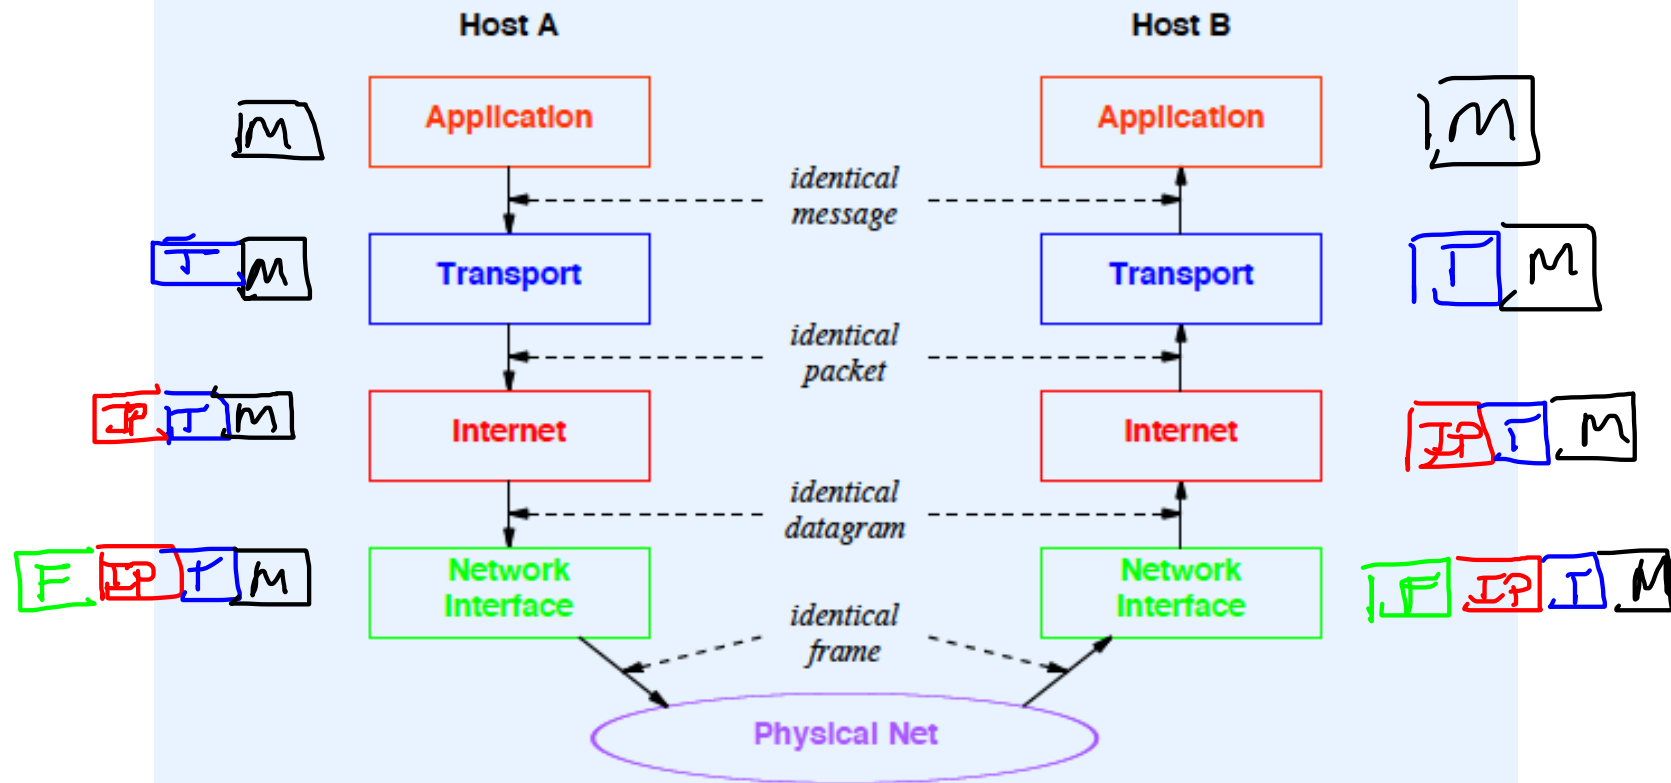 Host A Host B
M Application Application M
identical
message
T M Transport Transport T M
identical
packet
IP T M Internet Internet IP T M
identical
datagram
F IP T M Network Interface Network Interface F IP T M
identical
frame
Physical Net